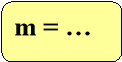 m = …